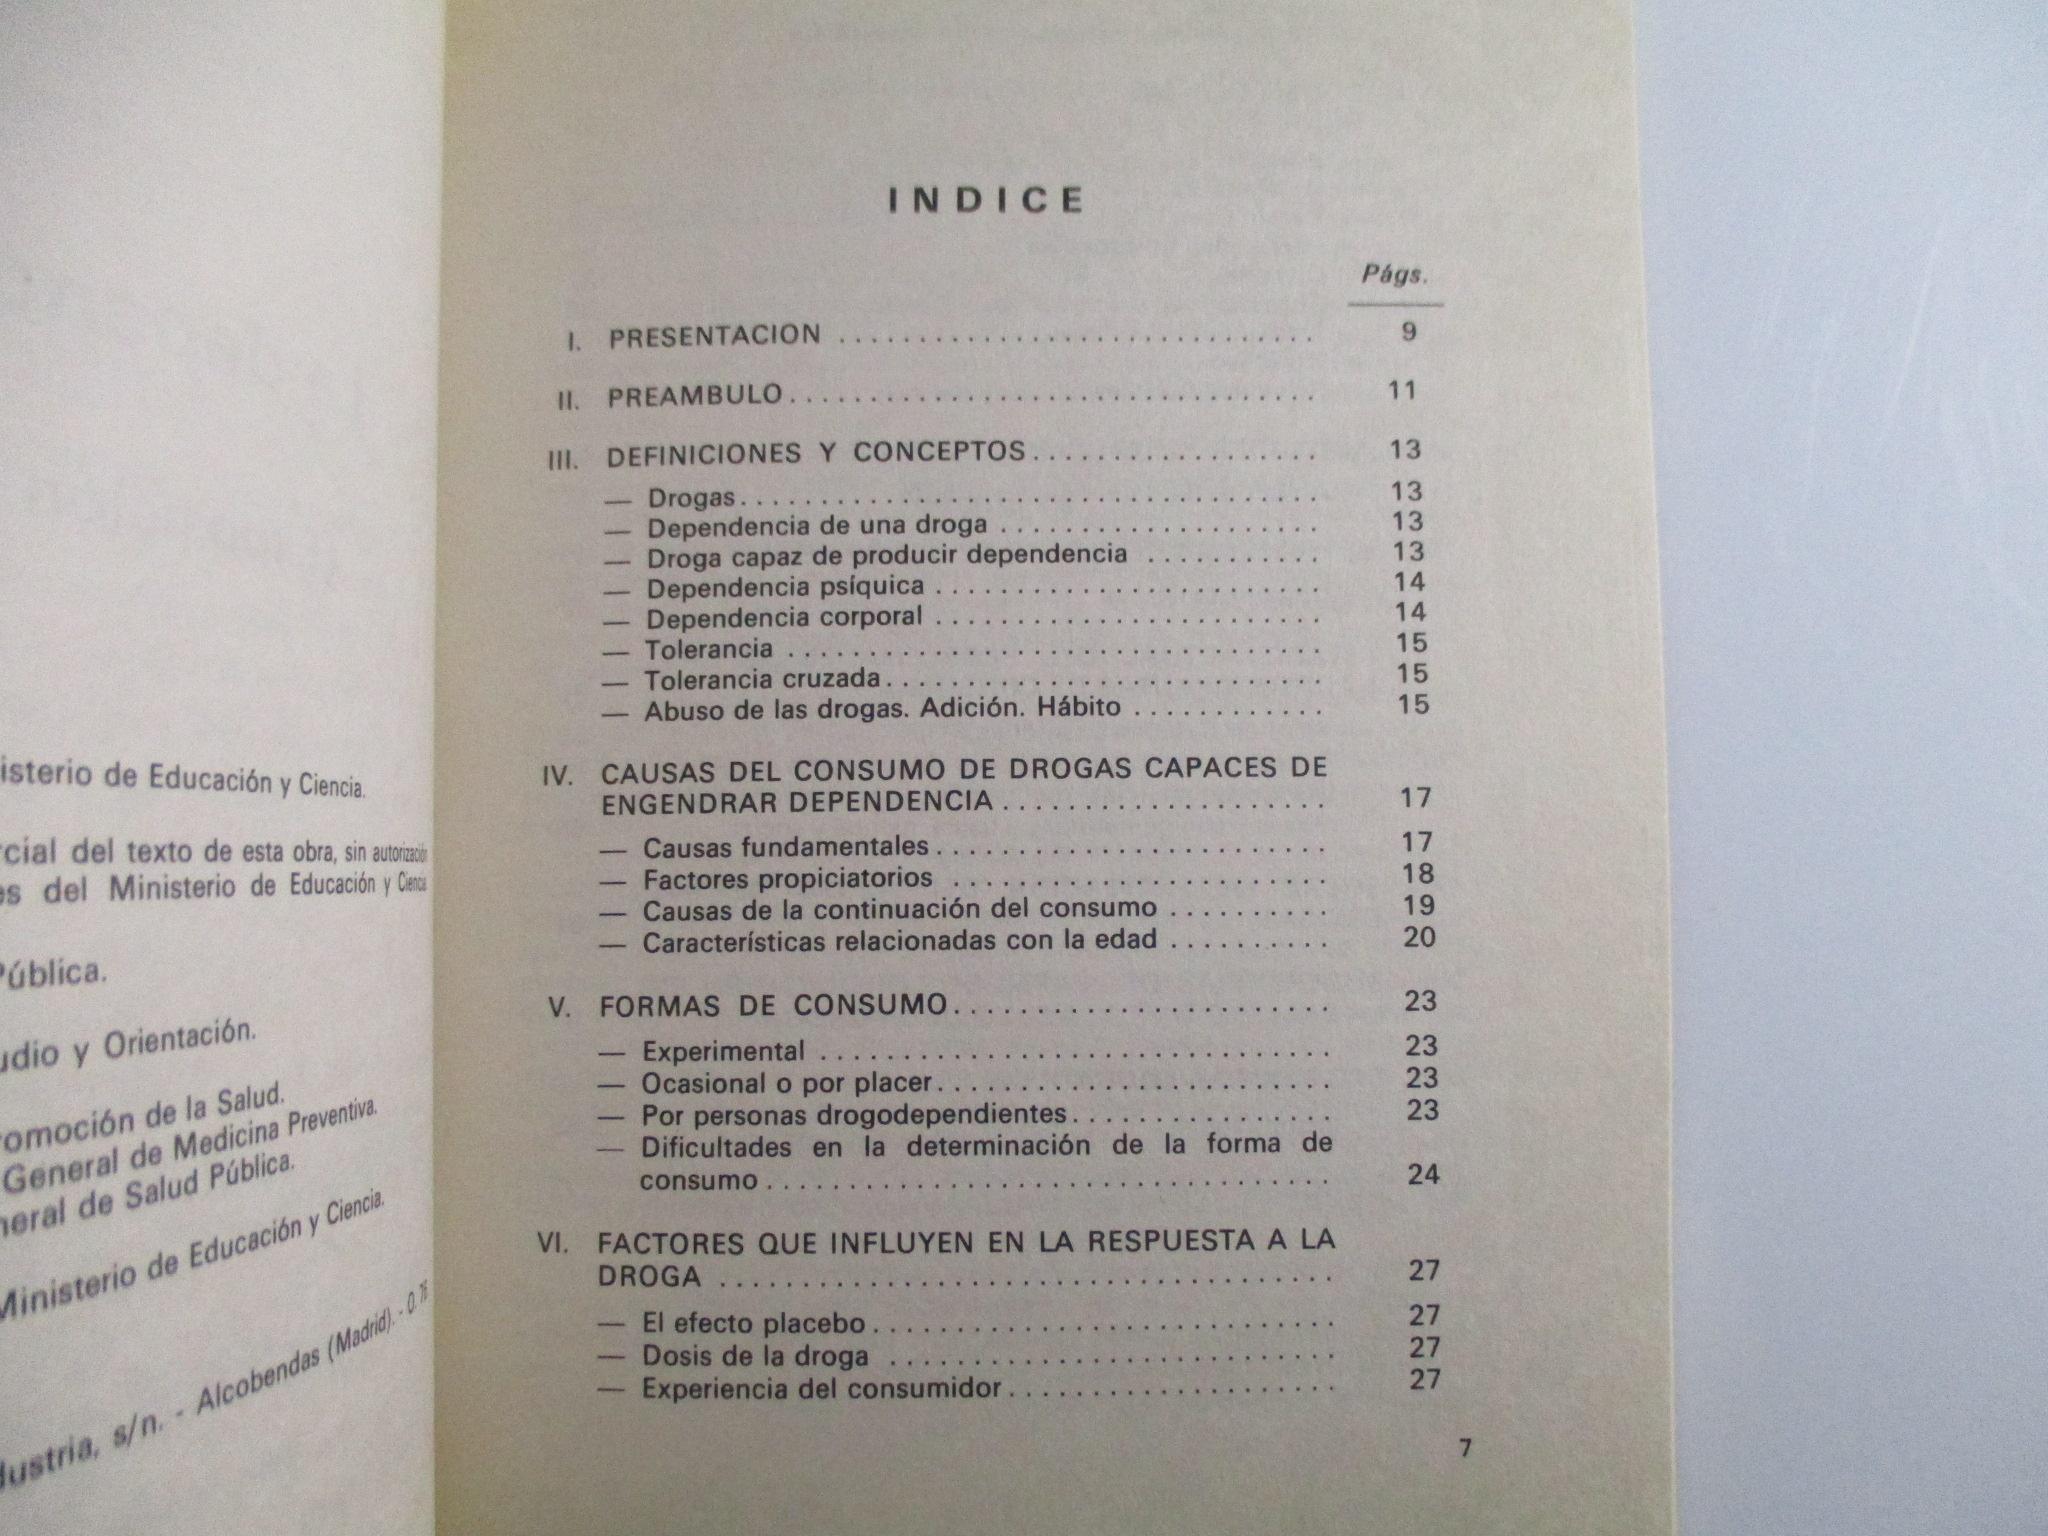 de Educación y Ciencia.
del texto de esta obra, sin autorización
del Ministerio de Educación y Ciencia
Pública.
y Orientación.
de la Salud.
General de Medicina Preventiva.
de Salud Pública.
Ministerio de Educación y Ciencia.
s/n. - Alcobendas (Madrid). -
INDICE
Págs.
I. PRESENTACION .............................. 9
II. PREAMBULO................................. 11
III. DEFINICIONES Y CONCEPTOS.................. 13
— Drogas.................................... 13
— Dependencia de una droga .................... 13
— Droga capaz de producir dependencia ........... 13
— Dependencia psíquica ........................ 14
— Dependencia corporal ........................ 14
— Tolerancia ................................. 15
— Tolerancia cruzada........................... 15
— Abuso de las drogas. Adición. Hábito ............ 15
IV. CAUSAS DEL CONSUMO DE DROGAS CAPACES DE
ENGENDRAR DEPENDENCIA .................... 17
— Causas fundamentales......................... 17
— Factores propiciatorios ........................ 18
— Causas de la continuación del consumo .......... 19
— Características relacionadas con la edad .......... 20
V. FORMAS DE CONSUMO....................... 23
— Experimental ................................ 23
— Ocasional o por placer......................... 23
— Por personas drogodependientes................ 23
— Dificultades en la determinación de la forma de
consumo ................................... 24
VI. FACTORES QUE INFLUYEN EN LA RESPUESTA A LA
DROGA ...................................... 27
— El efecto placebo............................. 27
— Dosis de la droga ............................ 27
— Experiencia del consumidor..................... 27
7